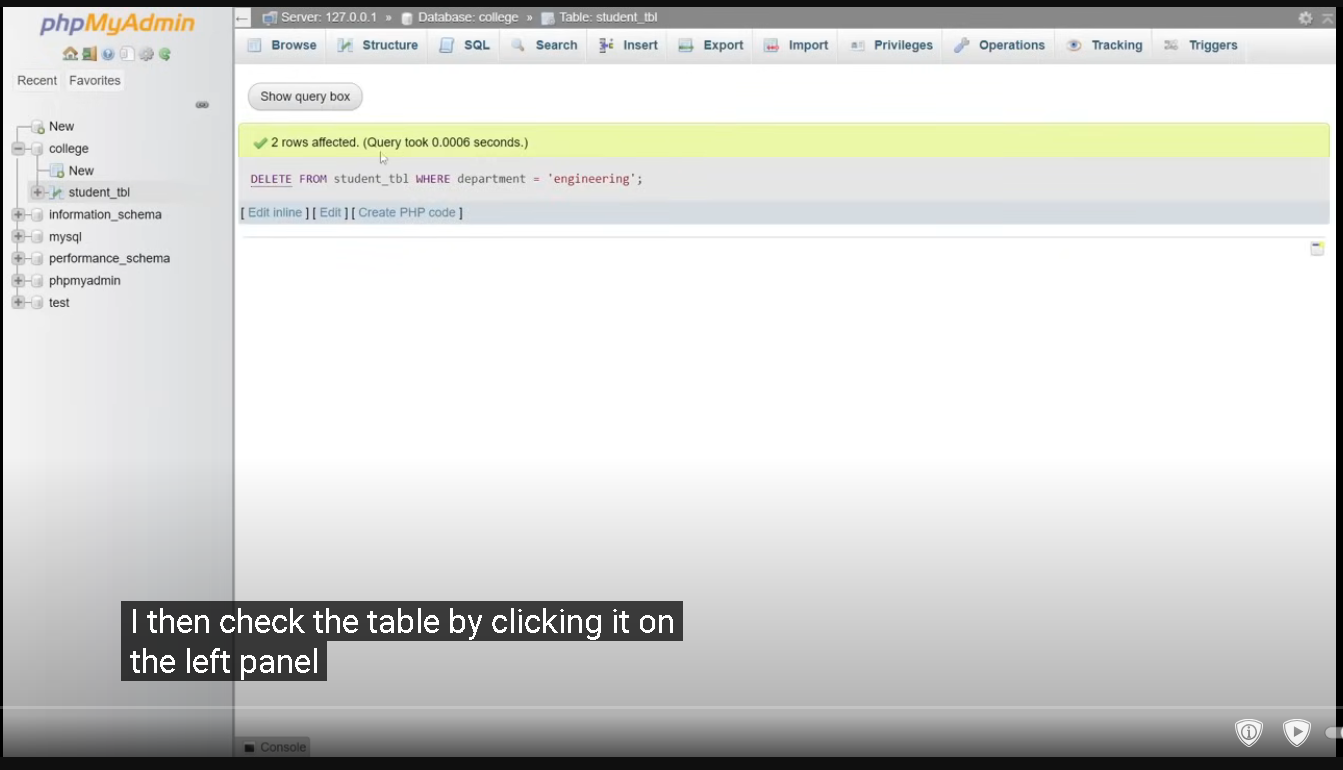 phpMyAdmin
Recent Favorites
New
college
New
student_tbl
information_schema
mysql
performance_schema
phpmyadmin
test
Server: 127.0.0.1 » Database: college » Table: student_tbl
Browse Structure SQL Search Insert Export Import Privileges Operations Tracking Triggers
Show query box
2 rows affected. (Query took 0.0006 seconds.)
DELETE FROM student_tbl WHERE department = 'engineering';
[ Edit inline ] [ Edit ] [ Create PHP code ]
I then check the table by clicking it on
the left panel
Console